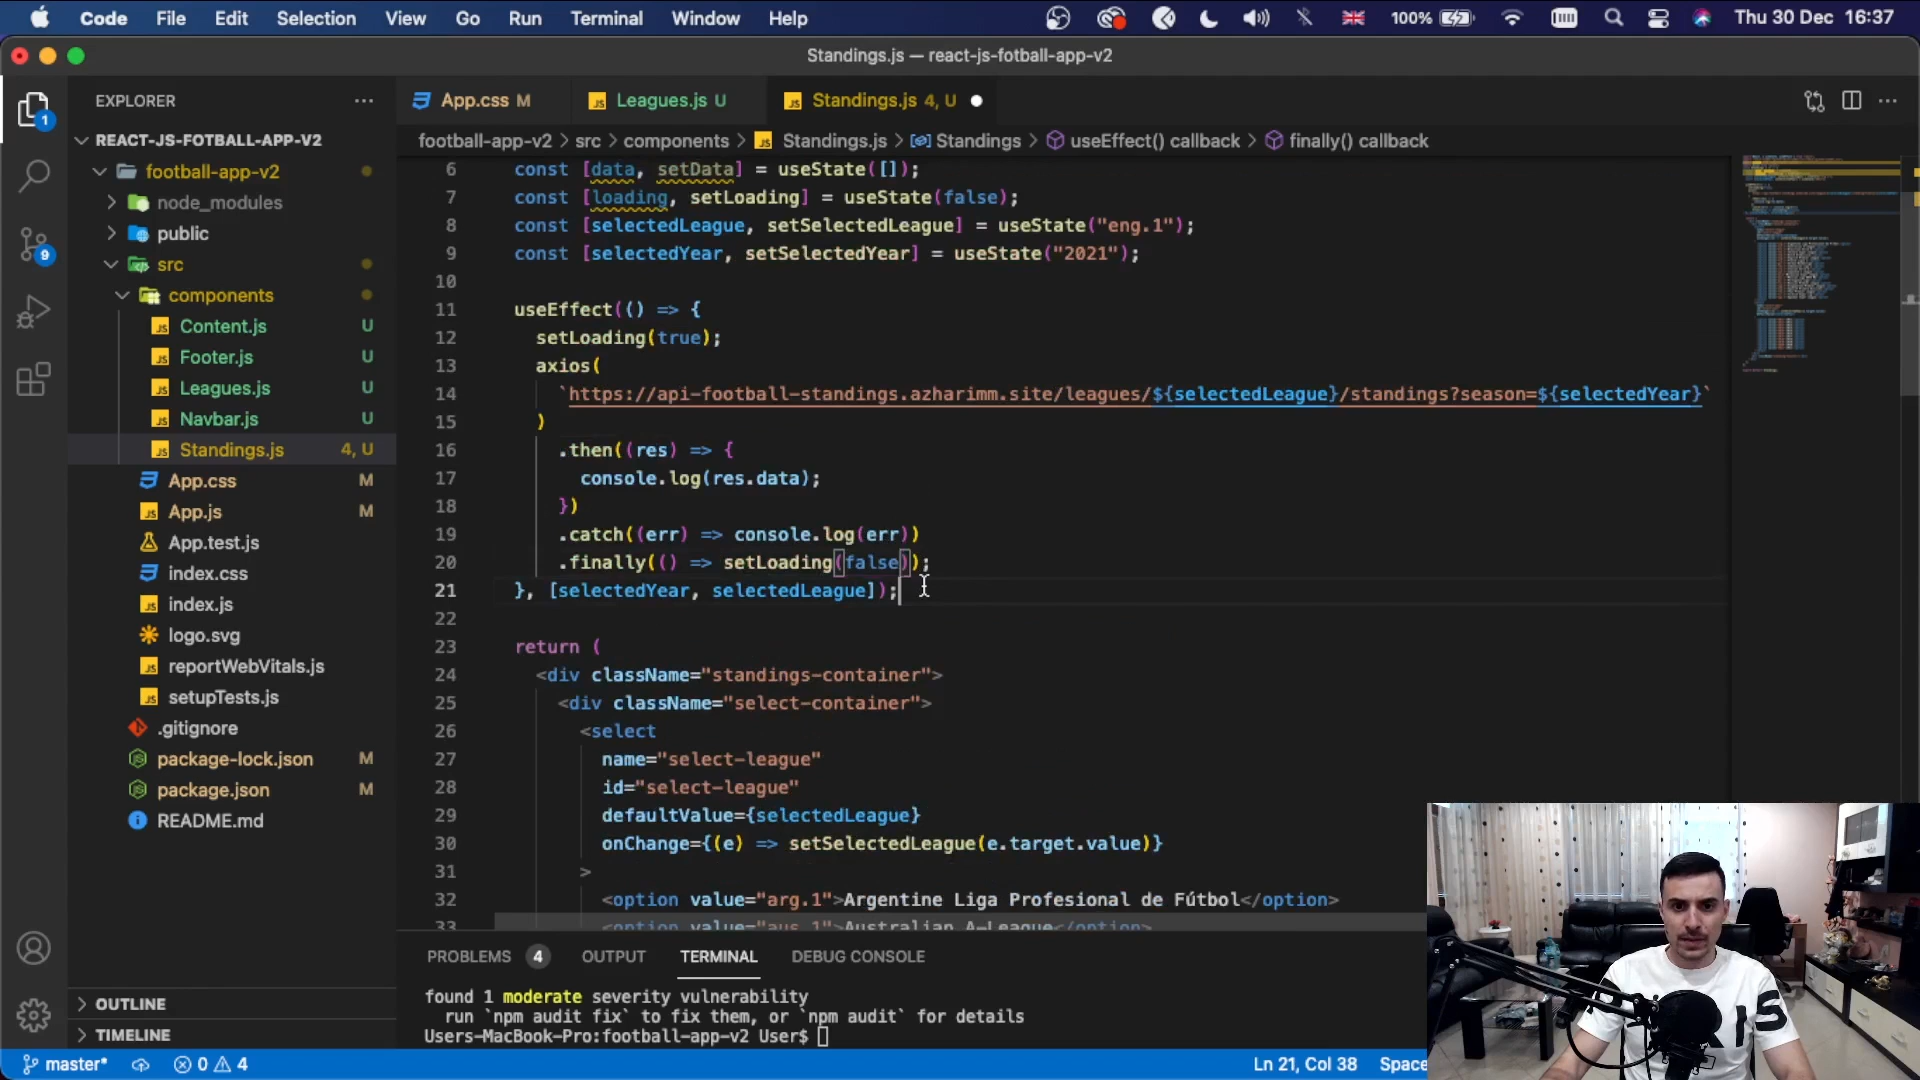 Code File Edit Selection View Go Run Terminal Window Help 100% Thu 30 Dec 16:37
Standings.js — react-js-fotball-app-v2
EXPLORER
App.css M
Leagues.js U
Standings.js 4, U
REACT-JS-FOTBALL-APP-V2
football-app-v2 > src > components > Standings.js > Standings > useEffect() callback > finally() callback
football-app-v2
node_modules
public
src
components
Content.js U
Footer.js U
Leagues.js U
Navbar.js U
Standings.js 4, U
App.css M
App.js M
App.test.js
index.css
index.js
logo.svg
reportWebVitals.js
setupTests.js
.gitignore
package-lock.json M
package.json M
README.md
OUTLINE
TIMELINE
1
9
6 const [data, setData] = useState([]);
7 const [loading, setLoading] = useState(false);
8 const [selectedLeague, setSelectedLeague] = useState("eng.1");
9 const [selectedYear, setSelectedYear] = useState("2021");
10
11 useEffect(() => {
12 setLoading(true);
13 axios(
14 `https://api-football-standings.azharimm.site/leagues/${selectedLeague}/standings?season=${selectedYear}`
15 )
16 .then((res) => {
17 console.log(res.data);
18 })
19 .catch((err) => console.log(err))
20 .finally(() => setLoading(false));
21 }, [selectedYear, selectedLeague]);
22
23 return (
24 <div className="standings-container">
25 <div className="select-container">
26 <select
27 name="select-league"
28 id="select-league"
29 defaultValue={selectedLeague}
30 onChange={(e) => setSelectedLeague(e.target.value)}
31 >
32 <option value="arg.1">Argentine Liga Profesional de Fútbol</option>
33 <option value="aus.1">Australian A-League</option>
PROBLEMS 4 OUTPUT TERMINAL DEBUG CONSOLE
found 1 moderate severity vulnerability
run `npm audit fix` to fix them, or `npm audit` for details
Users-MacBook-Pro:football-app-v2 User$
master* 0 4 Ln 21, Col 38